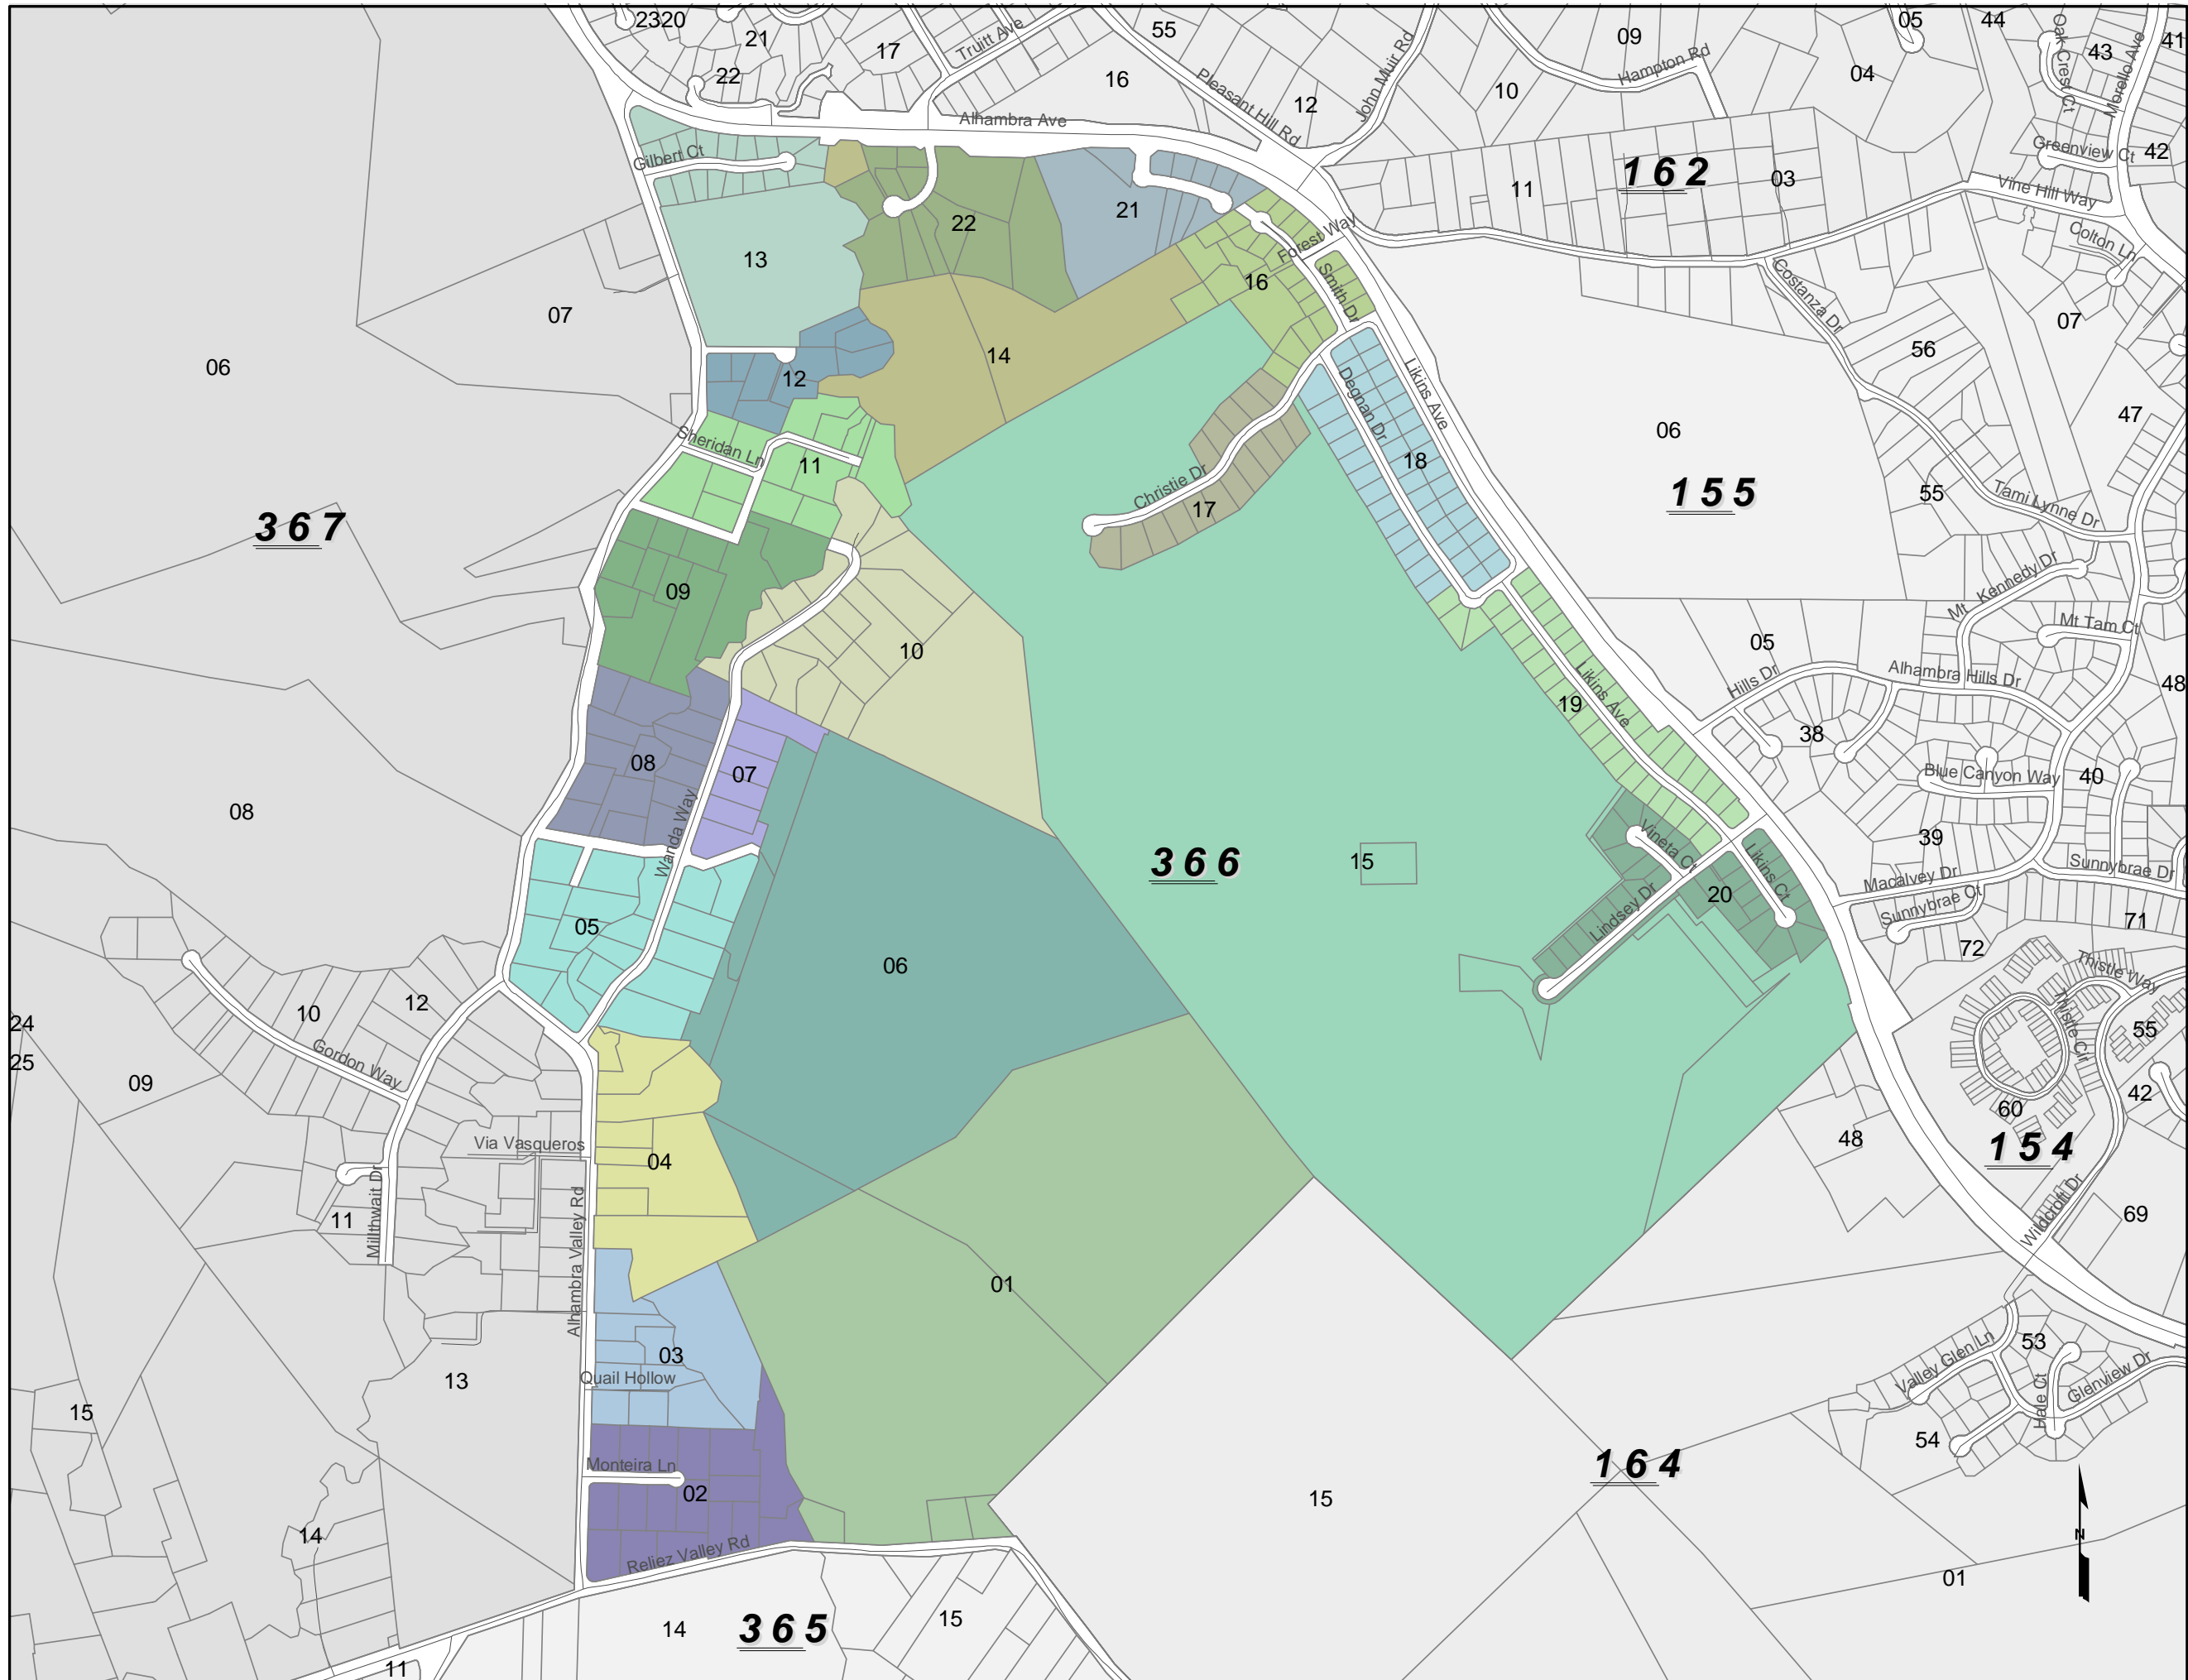 2320
21
22
17
Truitt Ave
55
16
Pleasant Hill Rd
12
John Muir Rd
10
09
Hampton Rd
04
05
44
Oak Crest Ct
43
Morello Ave
41
42
Greenview Ct
Vine Hill Way
Colton Ln
Alhambra Ave
Gilbert Ct
162
11
03
Costanza Dr
07
56
47
06
155
55
Tami Lynne Dr
Mt. Kennedy Dr
Mt Tam Ct
05
Hills Dr
Alhambra Hills Dr
48
38
Blue Canyon Way
40
39
Macalvey Dr
Sunnybrae Dr
Sunnybrae Ct
71
72
Thistle Way
Thistle Cir
55
42
60
154
48
Wildcroft Dr
69
53
Valley Glen Ln
Hale Ct
Glenview Dr
54
164
N
01
15
13
22
21
16
Forest Way
Smith Dr
14
12
Likins Ave
Degnan Dr
18
Sheridan Ln
11
Christie Dr
17
09
10
Likins Ave
19
08
07
Wanda Way
366
15
Vineta Ct
Likins Ct
20
Lindsey Dr
05
06
04
01
03
Quail Hollow
Monteira Ln
02
Reliez Valley Rd
06
07
367
08
10
12
Gordon Way
24
25
09
Via Vasqueros
11
Millthwait Dr
Alhambra Valley Rd
13
15
14
11
14
365
15